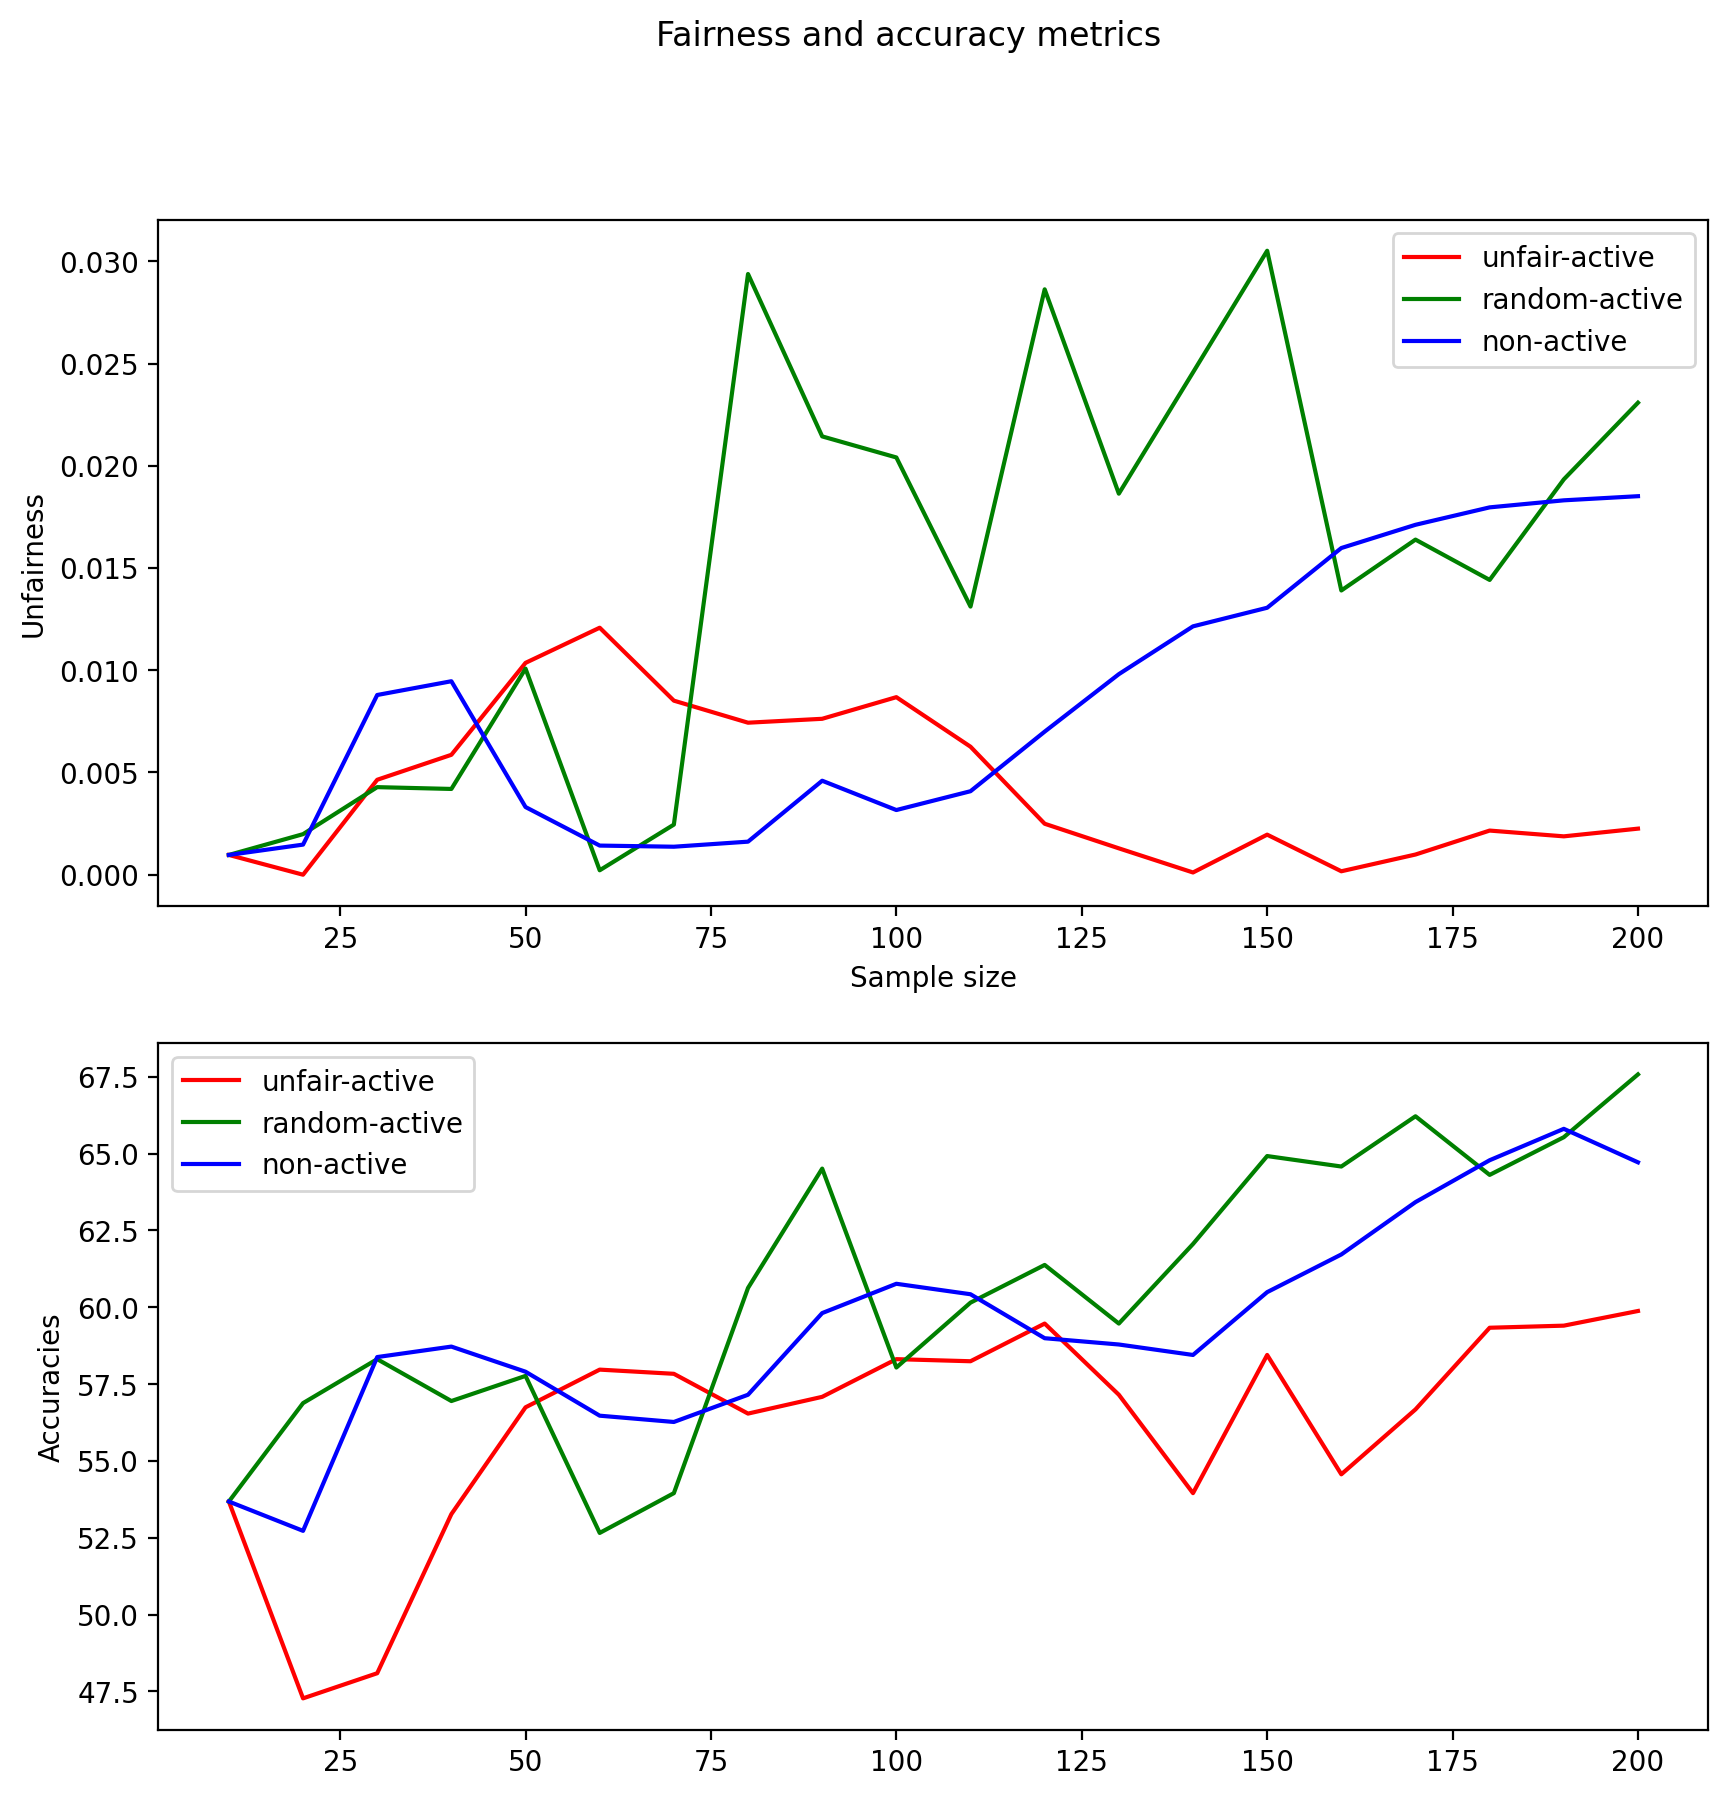 Fairness and accuracy metrics
0.030
0.025
0.020
0.015
0.010
0.005
0.000
Unfairness
unfair-active
random-active
non-active
25 50 75 100 125 150 175 200
Sample size
67.5
65.0
62.5
60.0
57.5
55.0
52.5
50.0
47.5
Accuracies
unfair-active
random-active
non-active
25 50 75 100 125 150 175 200